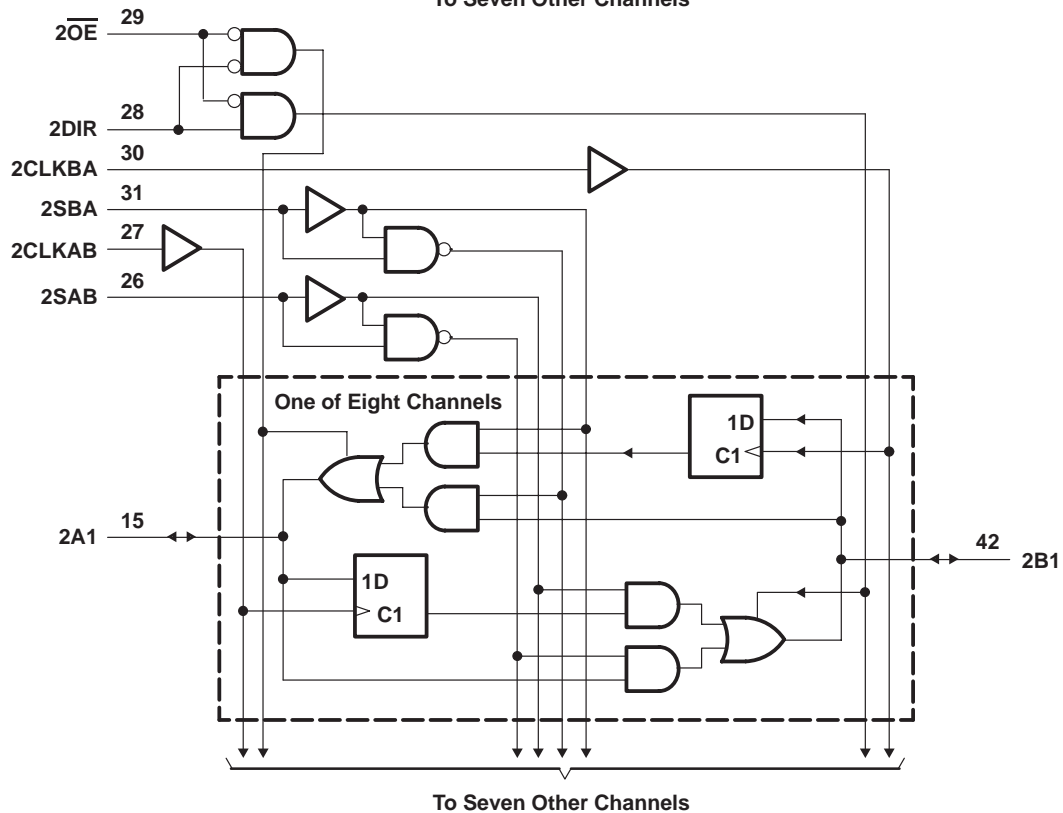 To Seven Other Channels
2OE 29
2DIR 28
2CLKBA 30
2SBA 31
2CLKAB 27
2SAB 26
One of Eight Channels
1D
C1
2A1 15
42 2B1
1D
C1
To Seven Other Channels